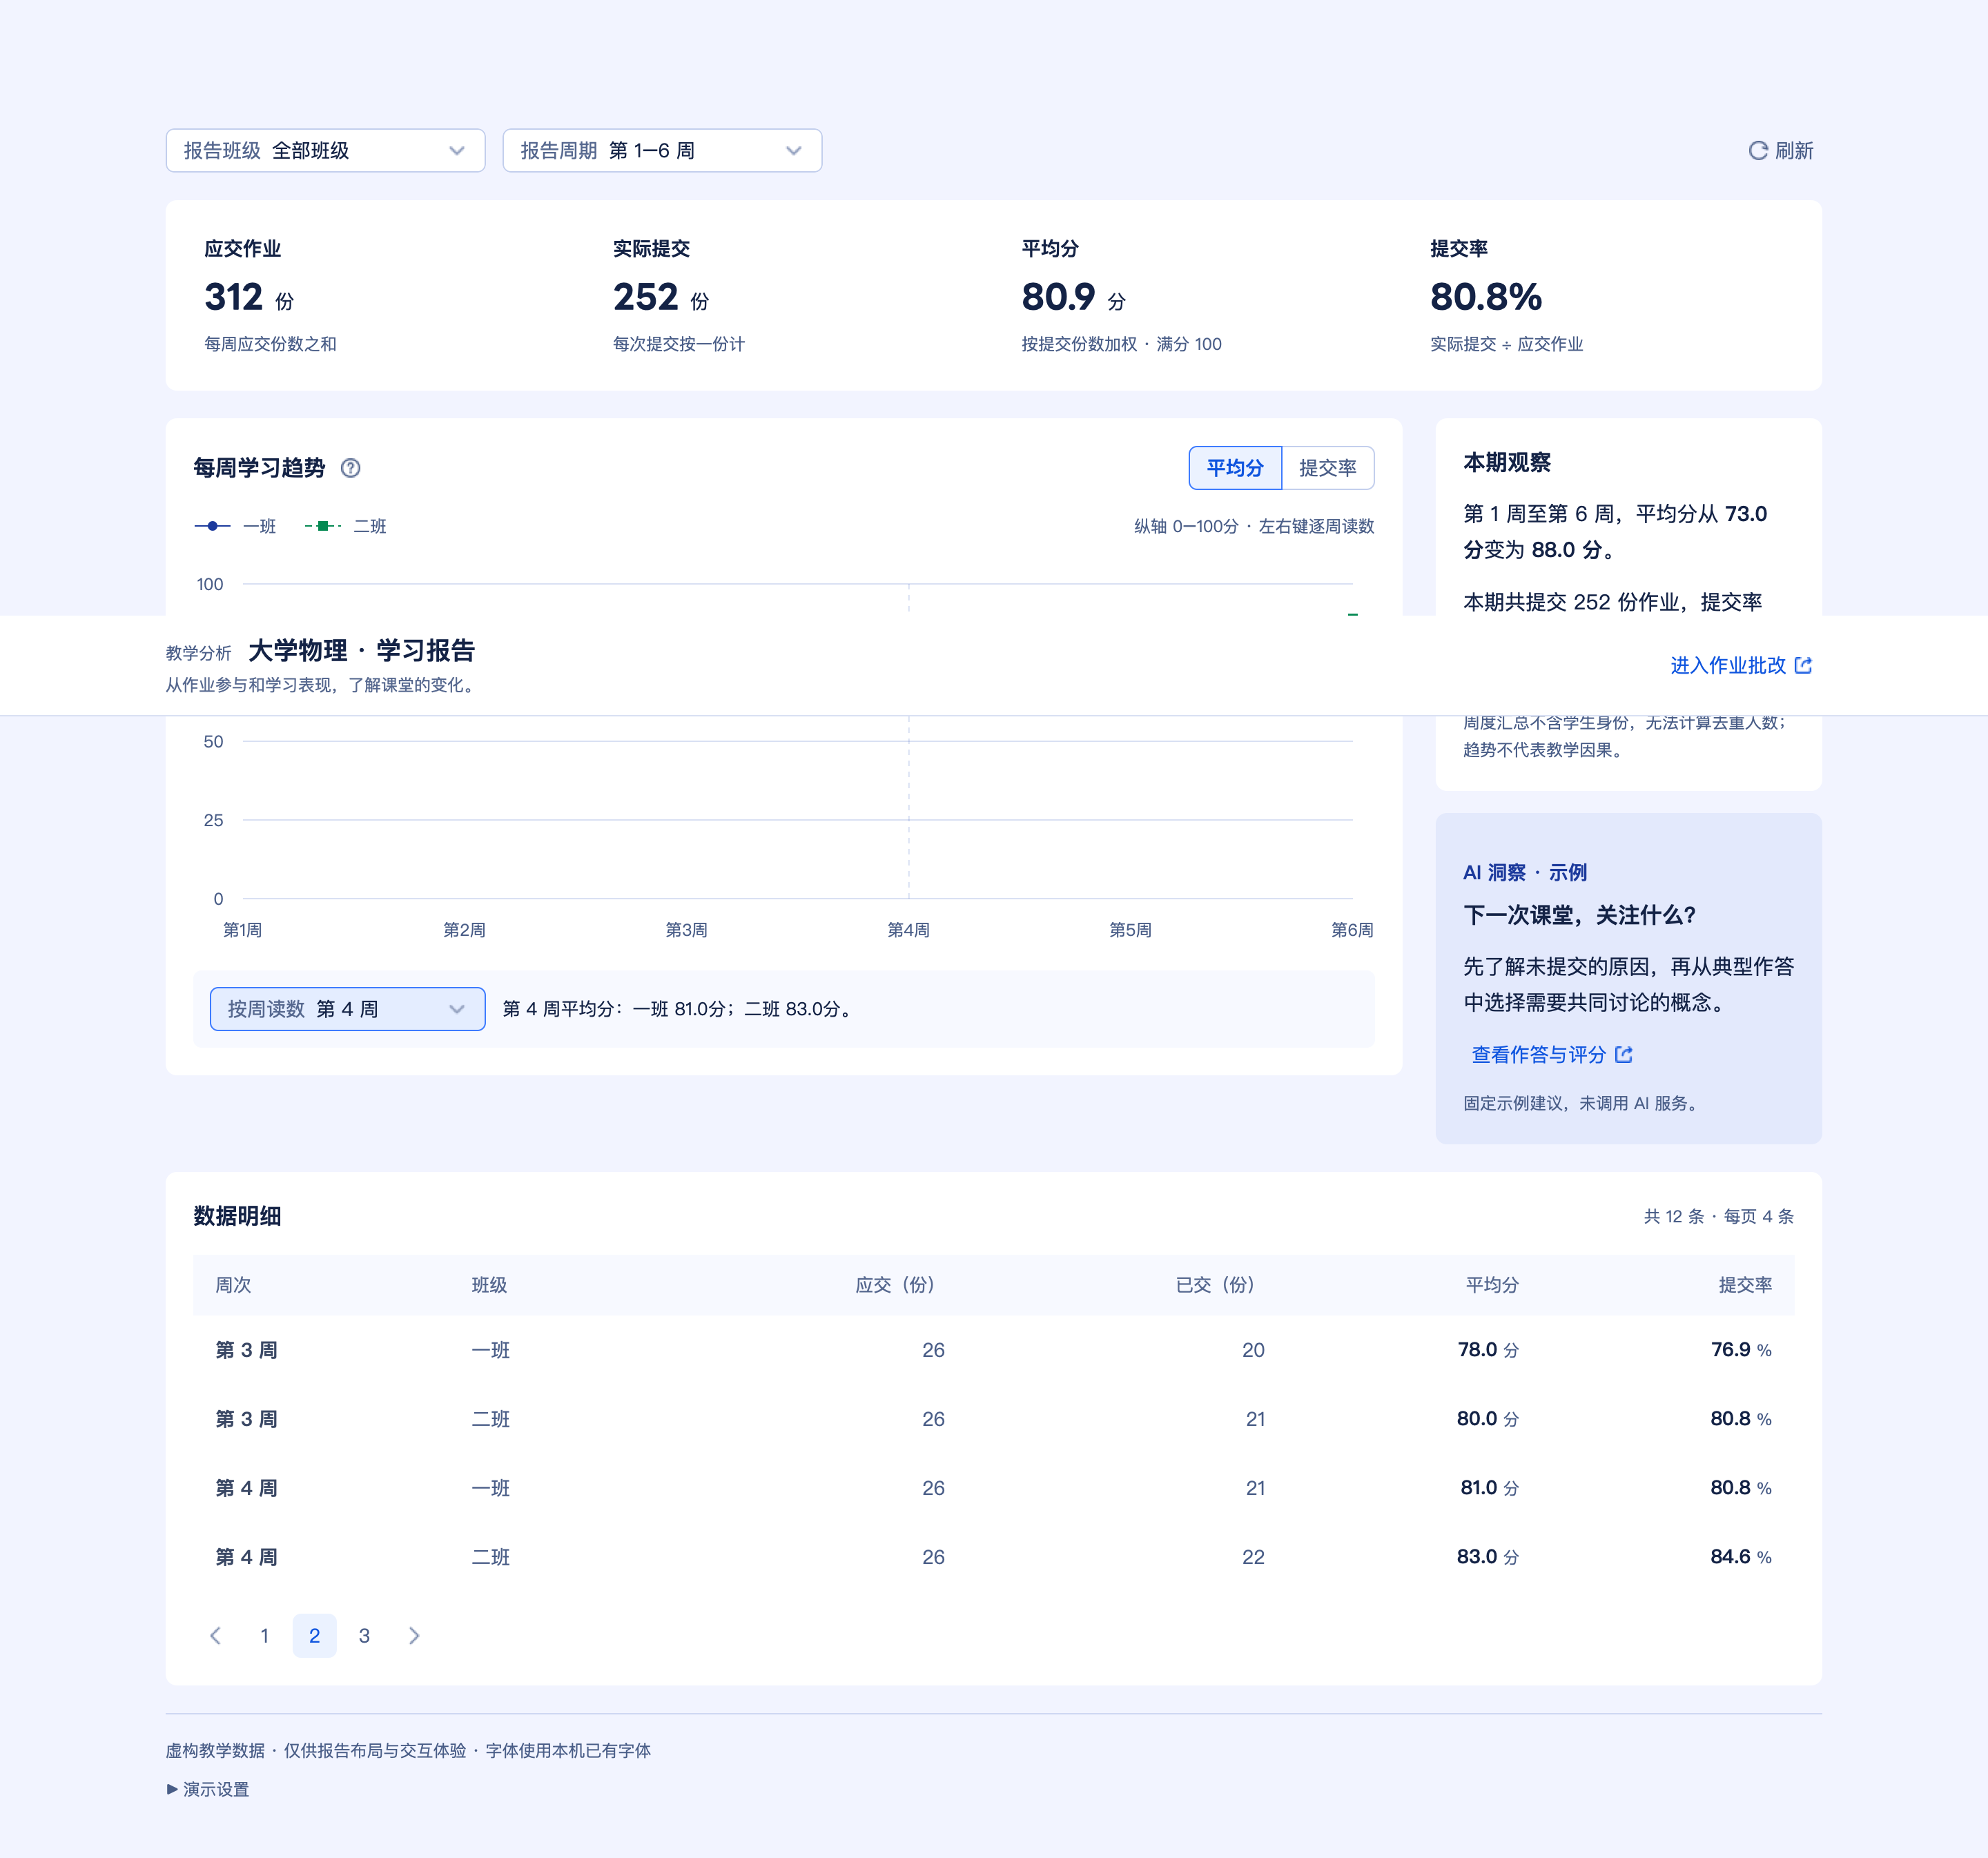 报告班级 全部班级
报告周期 第 1—6 周
刷新
应交作业
312 份
每周应交份数之和
实际提交
252 份
每次提交按一份计
平均分
80.9 分
按提交份数加权 · 满分 100
提交率
80.8%
实际提交 ÷ 应交作业
每周学习趋势
平均分 提交率
一班 二班
纵轴 0—100分 · 左右键逐周读数
100
本期观察
第 1 周至第 6 周，平均分从 73.0
分变为 88.0 分。
本期共提交 252 份作业，提交率
教学分析 大学物理 · 学习报告
从作业参与和学习表现，了解课堂的变化。
进入作业批改
周度汇总不含学生身份，无法计算去重人数；
趋势不代表教学因果。
50
25
0
第1周 第2周 第3周 第4周 第5周 第6周
按周读数 第 4 周
第 4 周平均分：一班 81.0分；二班 83.0分。
AI 洞察 · 示例
下一次课堂，关注什么？
先了解未提交的原因，再从典型作答
中选择需要共同讨论的概念。
查看作答与评分
固定示例建议，未调用 AI 服务。
数据明细
共 12 条 · 每页 4 条
周次 班级 应交（份） 已交（份） 平均分 提交率
第 3 周 一班 26 20 78.0 分 76.9 %
第 3 周 二班 26 21 80.0 分 80.8 %
第 4 周 一班 26 21 81.0 分 80.8 %
第 4 周 二班 26 22 83.0 分 84.6 %
1 2 3
虚构教学数据 · 仅供报告布局与交互体验 · 字体使用本机已有字体
演示设置